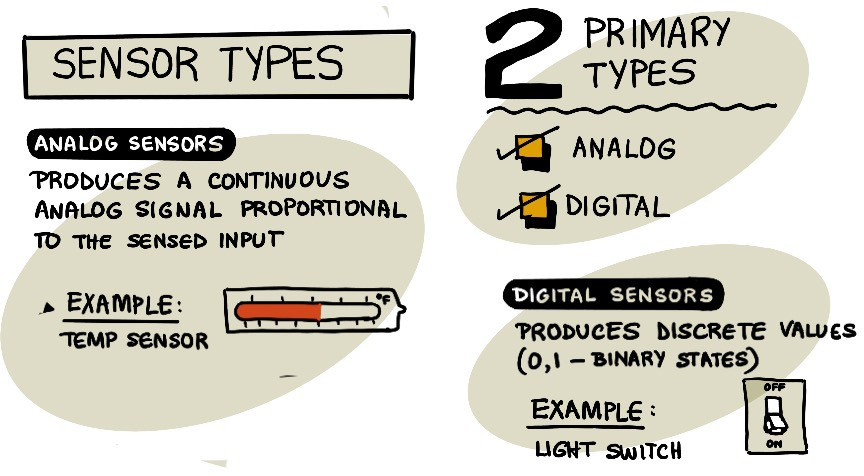 SENSOR TYPES
ANALOG SENSORS
PRODUCES A CONTINUOUS
ANALOG SIGNAL PROPORTIONAL
TO THE SENSED INPUT
EXAMPLE:
TEMP SENSOR
°F
2 PRIMARY
TYPES
ANALOG
DIGITAL
DIGITAL SENSORS
PRODUCES DISCRETE VALUES
(0,1 - BINARY STATES)
EXAMPLE:
LIGHT SWITCH
OFF
ON